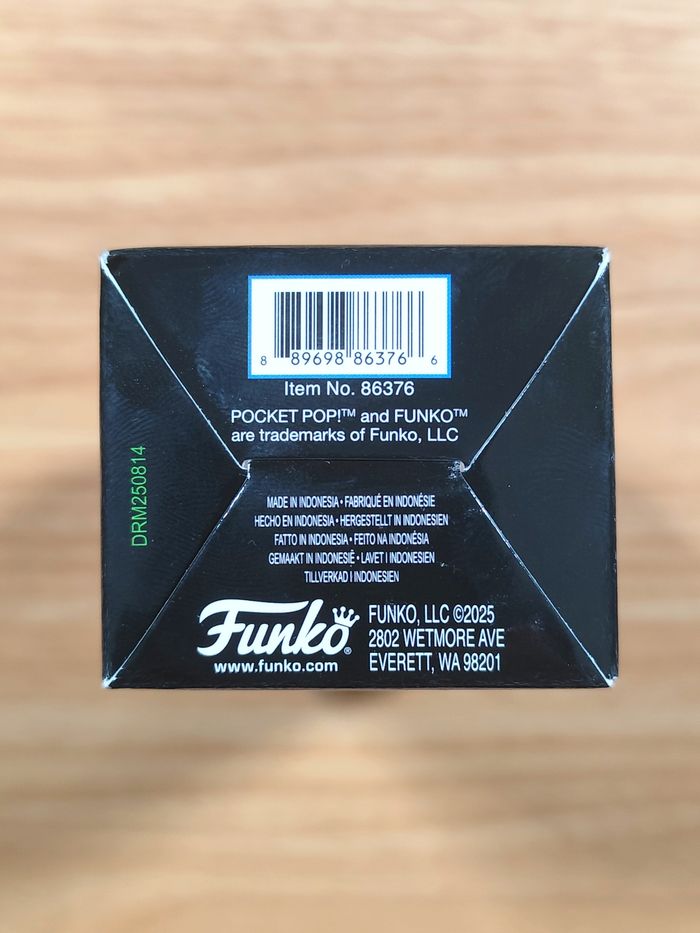 8 89698 86376 6
Item No. 86376
POCKET POP!™ and FUNKO™
are trademarks of Funko, LLC
DRM250814
MADE IN INDONESIA • FABRIQUÉ EN INDONÉSIE
HECHO EN INDONESIA • HERGESTELLT IN INDONESIEN
FATTO IN INDONESIA • FEITO NA INDONÉSIA
GEMAAKT IN INDONESIË • LAVET I INDONESIEN
TILLVERKAD I INDONESIEN
Funko®
www.funko.com
FUNKO, LLC ©2025
2802 WETMORE AVE
EVERETT, WA 98201